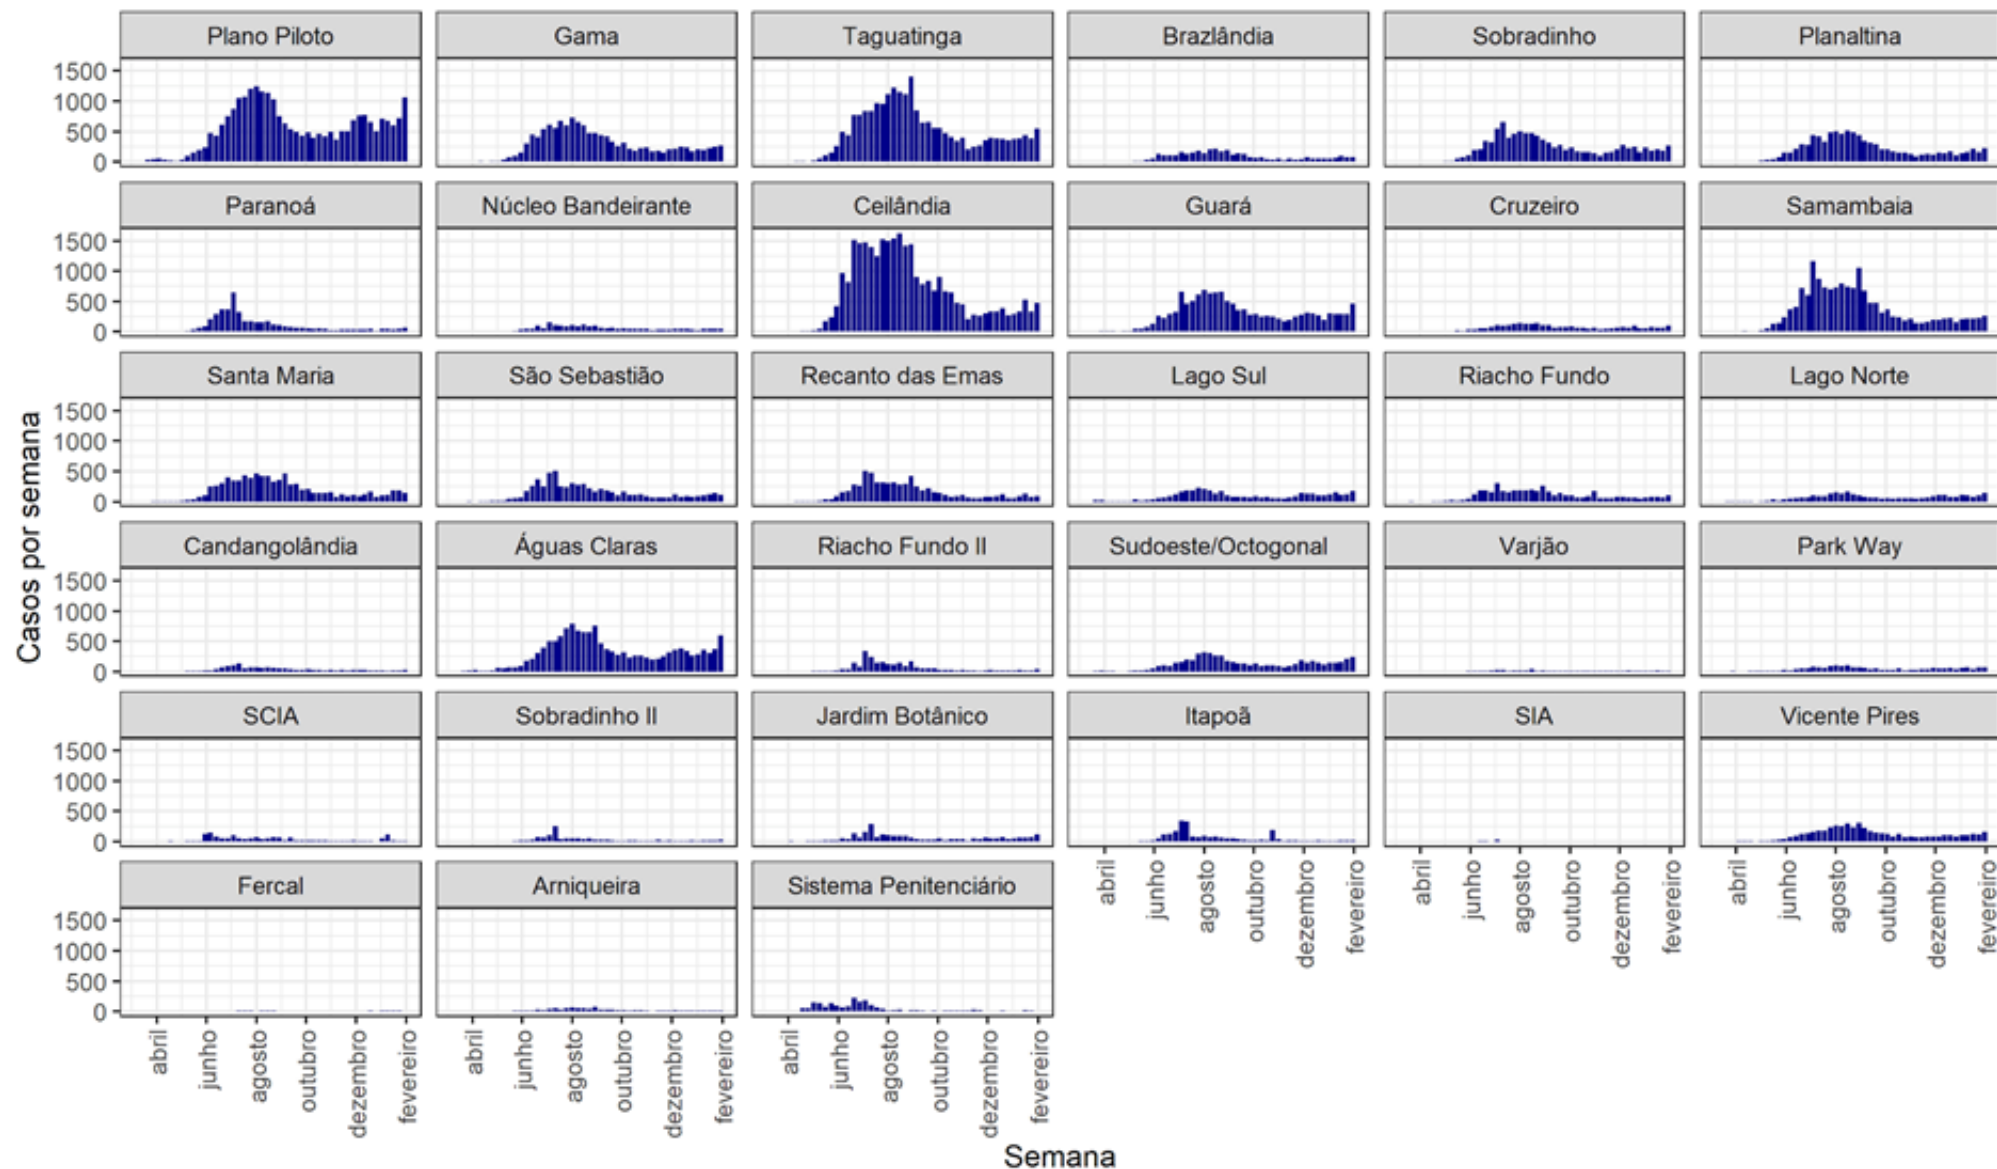 Plano Piloto Gama Taguatinga Brazlândia Sobradinho Planaltina
1500
1000
500
0
Paranoá Núcleo Bandeirante Ceilândia Guará Cruzeiro Samambaia
1500
1000
500
0
Santa Maria São Sebastião Recanto das Emas Lago Sul Riacho Fundo Lago Norte
1500
1000
500
0
Candangolândia Águas Claras Riacho Fundo II Sudoeste/Octogonal Varjão Park Way
1500
1000
500
0
SCIA Sobradinho II Jardim Botânico Itapoã SIA Vicente Pires
1500
1000
500
0
abril junho agosto outubro dezembro fevereiro abril junho agosto outubro dezembro fevereiro abril junho agosto outubro dezembro fevereiro
Fercal Arniqueira Sistema Penitenciário
1500
1000
500
0
abril junho agosto outubro dezembro fevereiro abril junho agosto outubro dezembro fevereiro abril junho agosto outubro dezembro fevereiro
Casos por semana
Semana